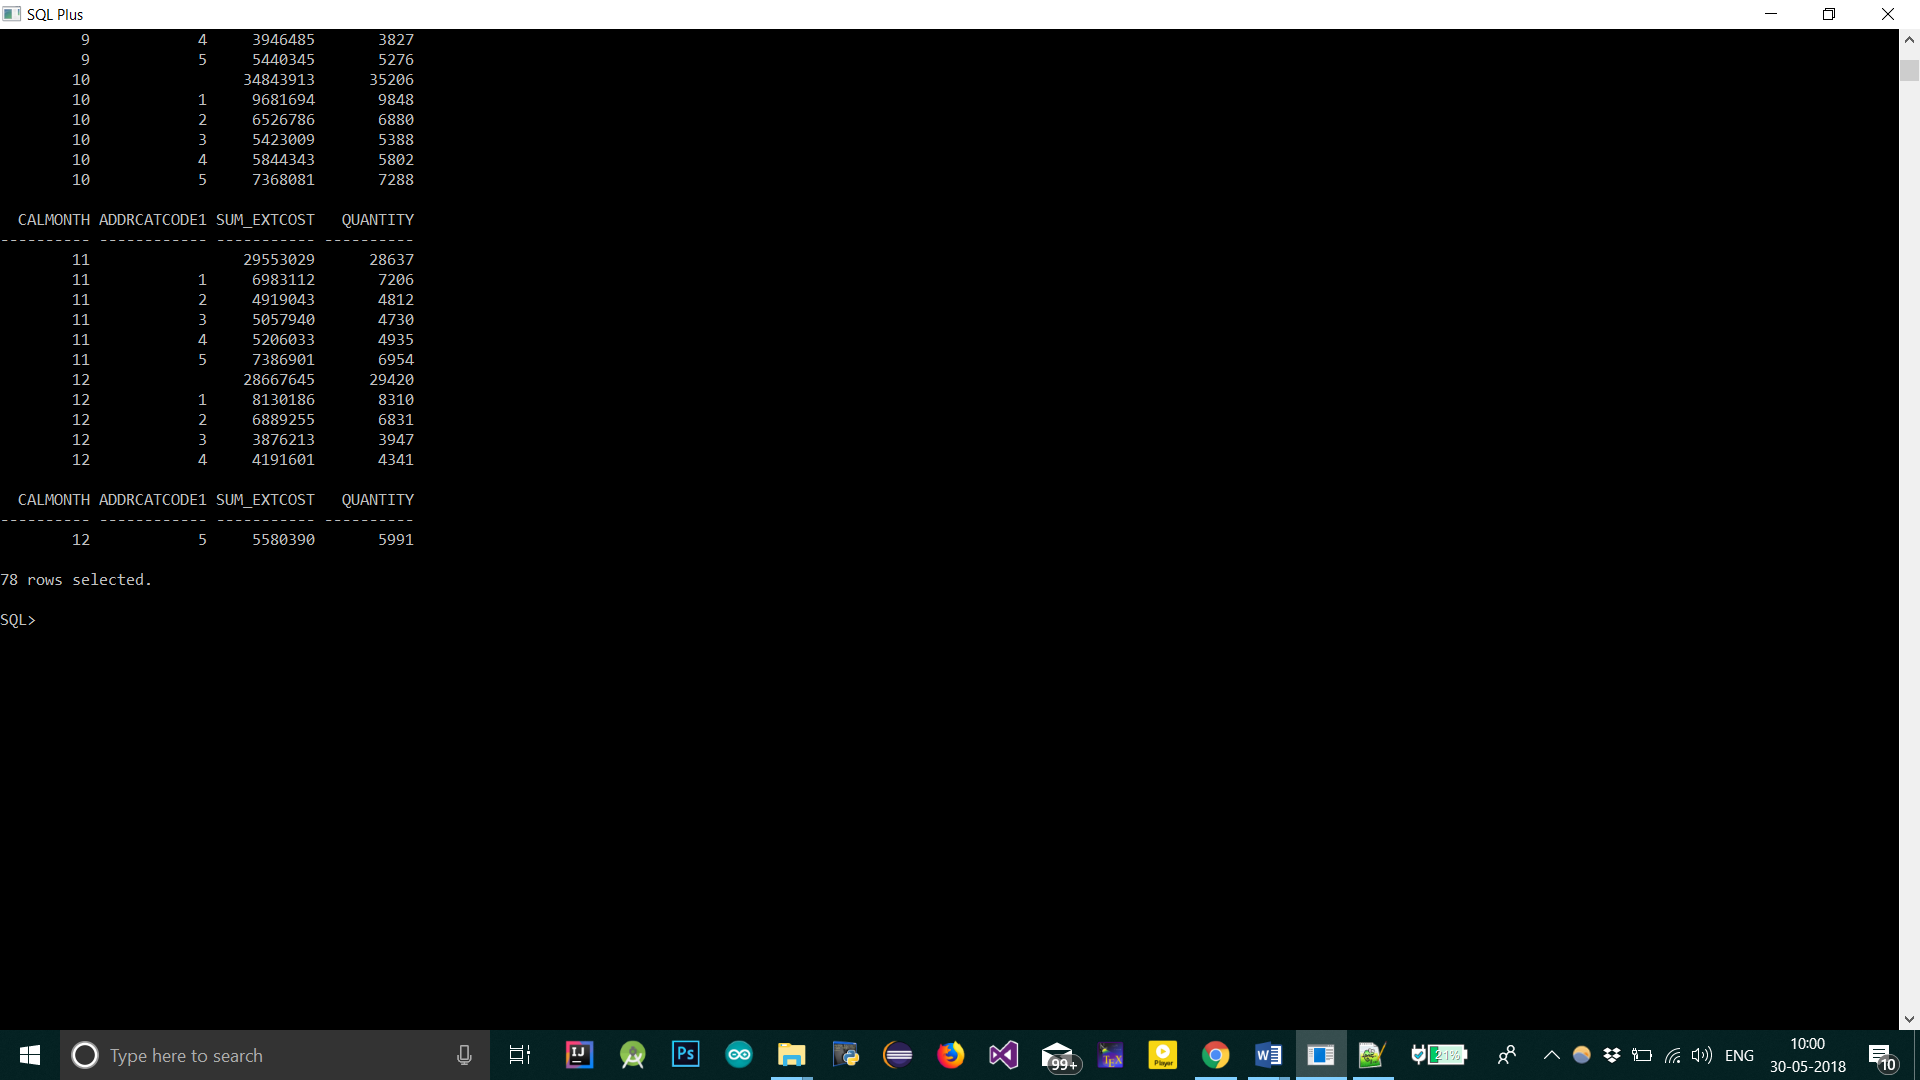 SQL Plus
9 4 3946485 3827
9 5 5440345 5276
10 34843913 35206
10 1 9681694 9848
10 2 6526786 6880
10 3 5423009 5388
10 4 5844343 5802
10 5 7368081 7288
CALMONTH ADDRCATCODE1 SUM_EXTCOST QUANTITY
---------- ------------ ----------- ----------
11 29553029 28637
11 1 6983112 7206
11 2 4919043 4812
11 3 5057940 4730
11 4 5206033 4935
11 5 7386901 6954
12 28667645 29420
12 1 8130186 8310
12 2 6889255 6831
12 3 3876213 3947
12 4 4191601 4341
CALMONTH ADDRCATCODE1 SUM_EXTCOST QUANTITY
---------- ------------ ----------- ----------
12 5 5580390 5991
78 rows selected.
SQL>
Type here to search IJ Ps 99+ TEX Player 21% ENG 10:00
30-05-2018 10